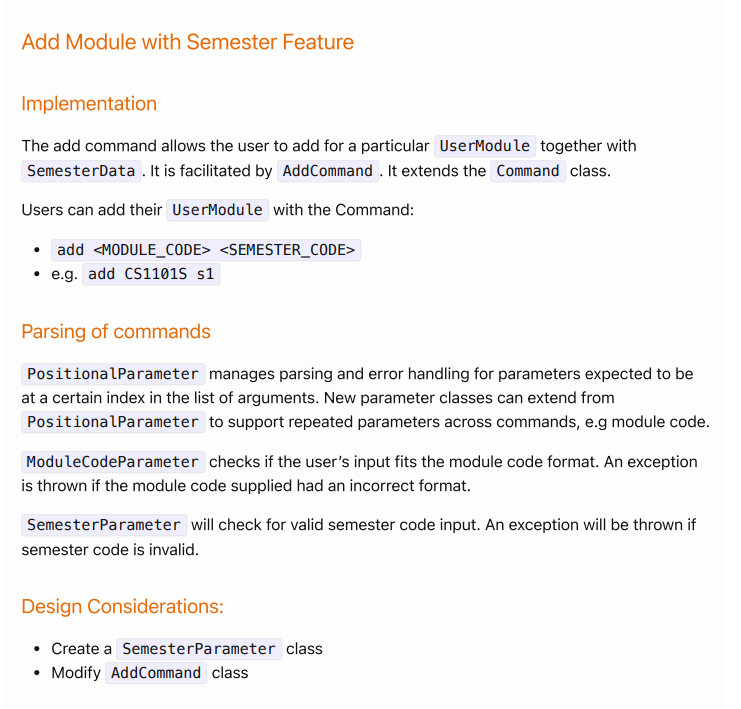 Add Module with Semester Feature
Implementation
The add command allows the user to add for a particular UserModule together with
SemesterData. It is facilitated by AddCommand. It extends the Command class.
Users can add their UserModule with the Command:
• add <MODULE_CODE> <SEMESTER_CODE>
• e.g. add CS1101S s1
Parsing of commands
PositionalParameter manages parsing and error handling for parameters expected to be
at a certain index in the list of arguments. New parameter classes can extend from
PositionalParameter to support repeated parameters across commands, e.g module code.
ModuleCodeParameter checks if the user’s input fits the module code format. An exception
is thrown if the module code supplied had an incorrect format.
SemesterParameter will check for valid semester code input. An exception will be thrown if
semester code is invalid.
Design Considerations:
• Create a SemesterParameter class
• Modify AddCommand class